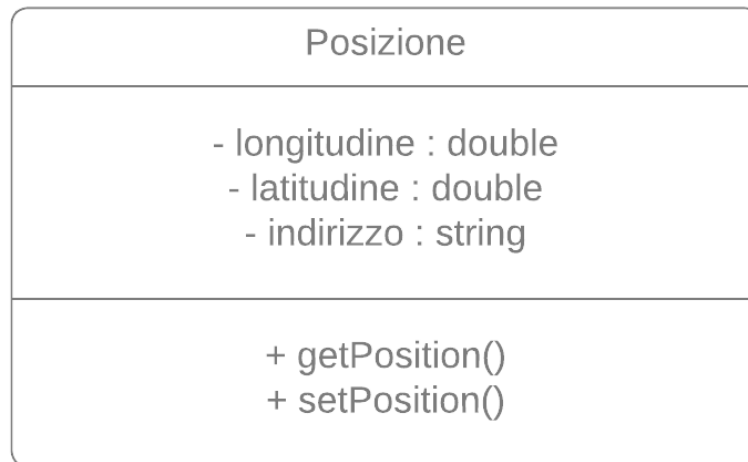 Posizione
- longitudine : double
- latitudine : double
- indirizzo : string
+ getPosition()
+ setPosition()